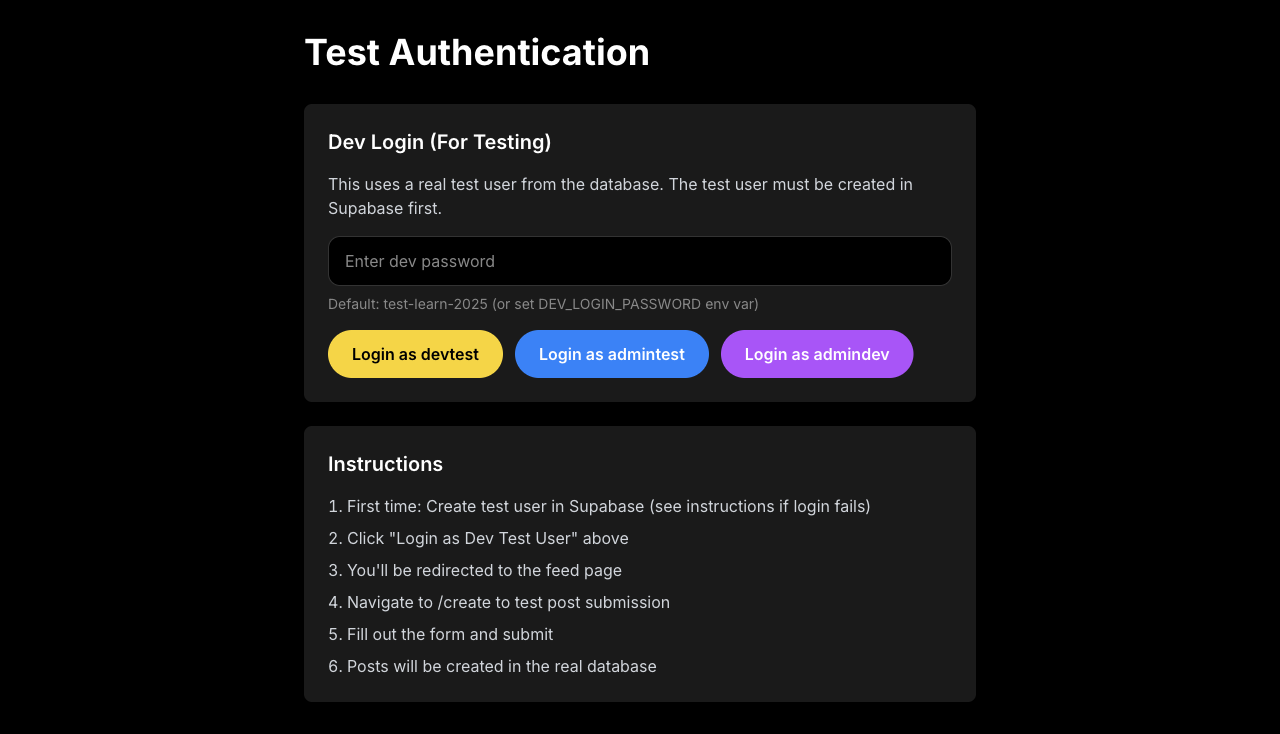 Test Authentication
Dev Login (For Testing)
This uses a real test user from the database. The test user must be created in
Supabase first.
Enter dev password
Default: test-learn-2025 (or set DEV_LOGIN_PASSWORD env var)
Login as devtest
Login as admintest
Login as admindev
Instructions
1. First time: Create test user in Supabase (see instructions if login fails)
2. Click "Login as Dev Test User" above
3. You'll be redirected to the feed page
4. Navigate to /create to test post submission
5. Fill out the form and submit
6. Posts will be created in the real database